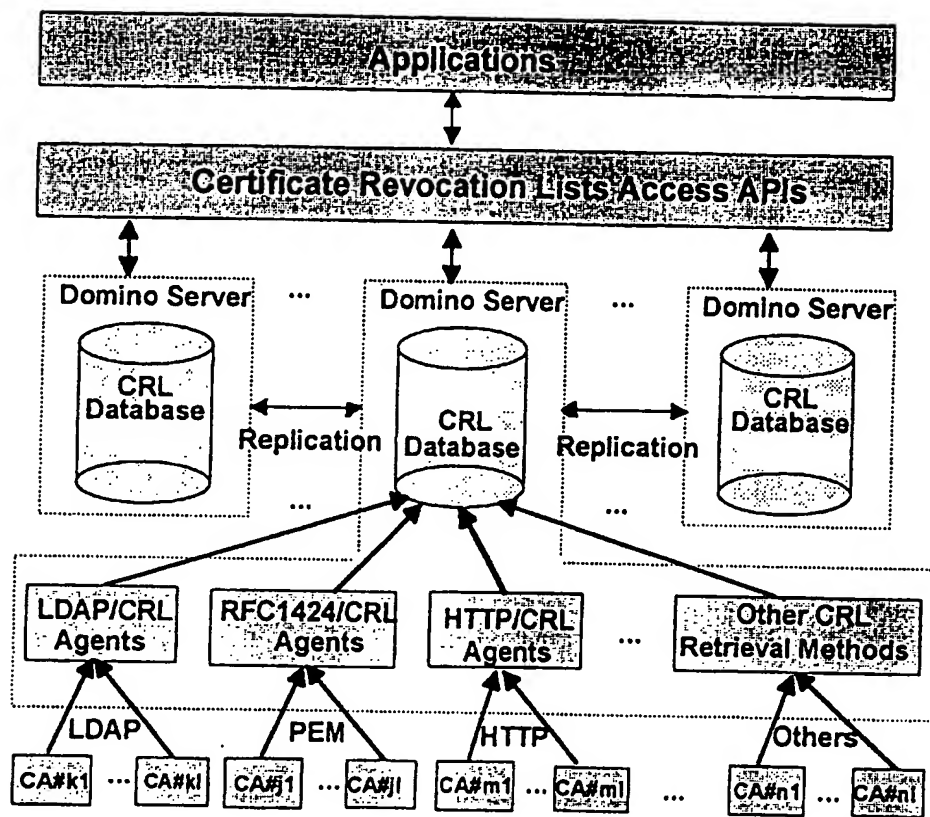 Applications
Certificate Revocation Lists Access APIs
Domino Server
...
Domino Server
...
Domino Server
CRL
Database
CRL
Database
CRL
Database
Replication
Replication
...
...
LDAP/CRL
Agents
RFC1424/CRL
Agents
HTTP/CRL
Agents
...
Other CRL
Retrieval Methods
LDAP
PEM
HTTP
Others
CA#k1
...
CA#kl
CA#j1
...
CA#jl
CA#m1
...
CA#ml
...
CA#n1
...
CA#nl